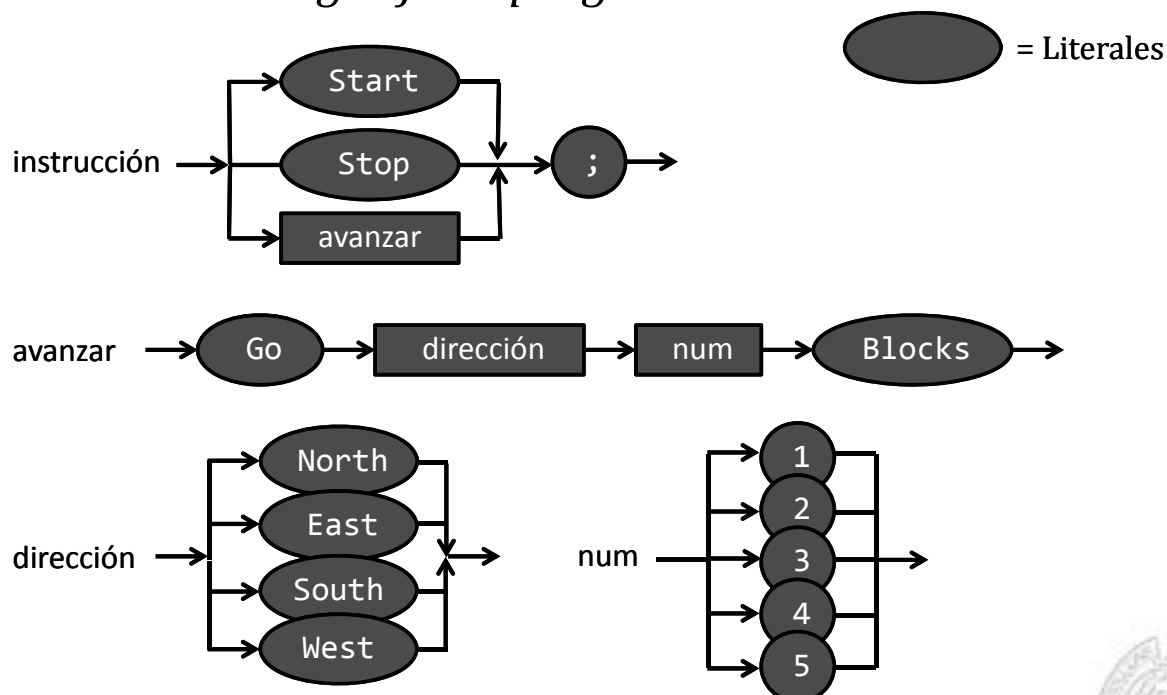 = Literales
Start
instrucción Stop ;
avanzar
avanzar Go dirección num Blocks
North
East
dirección
South
West
1
2
num 3
4
5